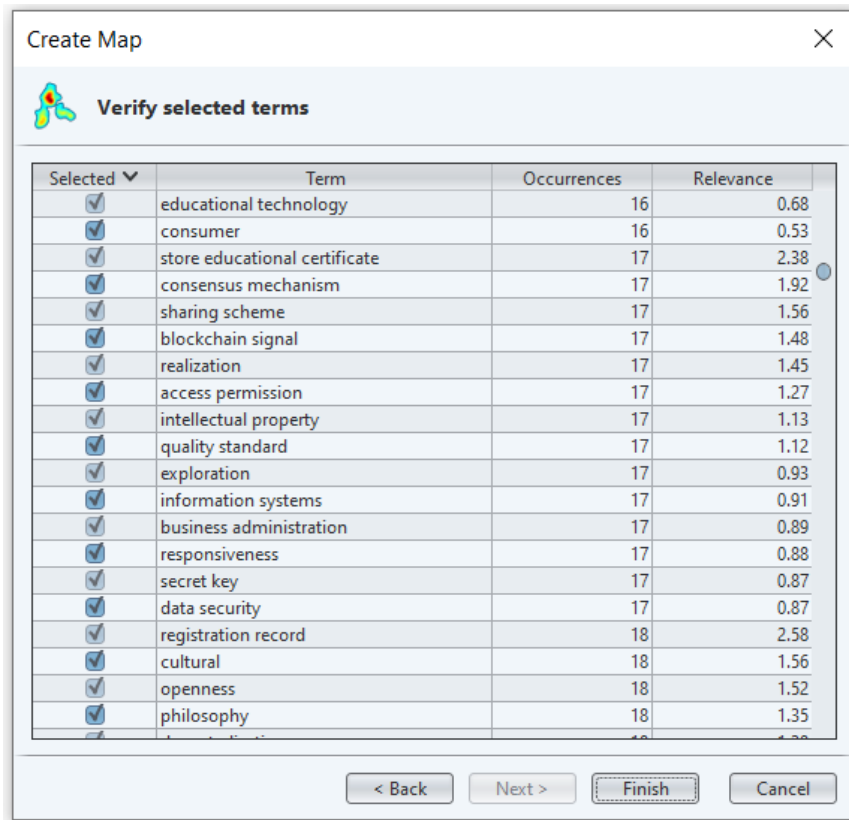 Create Map
Verify selected terms
Selected Term Occurrences Relevance
educational technology 16 0.68
consumer 16 0.53
store educational certificate 17 2.38
consensus mechanism 17 1.92
sharing scheme 17 1.56
blockchain signal 17 1.48
realization 17 1.45
access permission 17 1.27
intellectual property 17 1.13
quality standard 17 1.12
exploration 17 0.93
information systems 17 0.91
business administration 17 0.89
responsiveness 17 0.88
secret key 17 0.87
data security 17 0.87
registration record 18 2.58
cultural 18 1.56
openness 18 1.52
philosophy 18 1.35
< Back Next > Finish Cancel